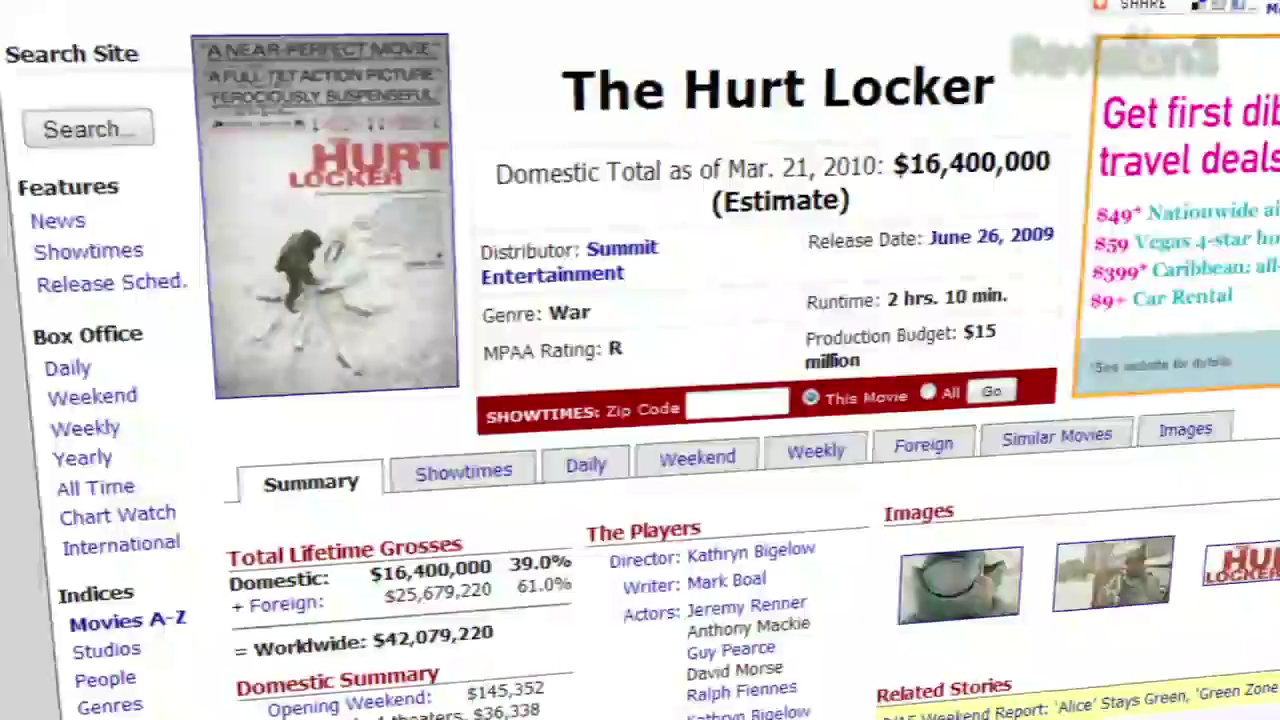 SHARE
Search Site
Search...
Features
News
Showtimes
Release Sched.
Box Office
Daily
Weekend
Weekly
Yearly
All Time
Chart Watch
International
Indices
Movies A-Z
Studios
People
Genres
"A NEAR-PERFECT MOVIE."
"A FULL TILT ACTION PICTURE"
"FEROCIOUSLY SUSPENSEFUL."
THE
HURT
LOCKER
The Hurt Locker
Domestic Total as of Mar. 21, 2010: $16,400,000
(Estimate)
Distributor: Summit
Entertainment
Release Date: June 26, 2009
Genre: War
Runtime: 2 hrs. 10 min.
MPAA Rating: R
Production Budget: $15
million
SHOWTIMES: Zip Code This Movie All Go
Get first dib
travel deals
$49* Nationwide ai
$59 Vegas 4-star ho
$399* Caribbean: all-
$9+ Car Rental
*See website for details
Summary
Showtimes
Daily
Weekend
Weekly
Foreign
Similar Movies
Images
Total Lifetime Grosses
Domestic: $16,400,000 39.0%
+ Foreign: $25,679,220 61.0%
= Worldwide: $42,079,220
Domestic Summary
Opening Weekend: $145,352
theaters, $36,338
The Players
Director: Kathryn Bigelow
Writer: Mark Boal
Actors: Jeremy Renner
Anthony Mackie
Guy Pearce
David Morse
Ralph Fiennes
Kathryn Bigelow
Images
HU
LOCKER
Related Stories
Weekend Report: 'Alice' Stays Green, 'Green Zone